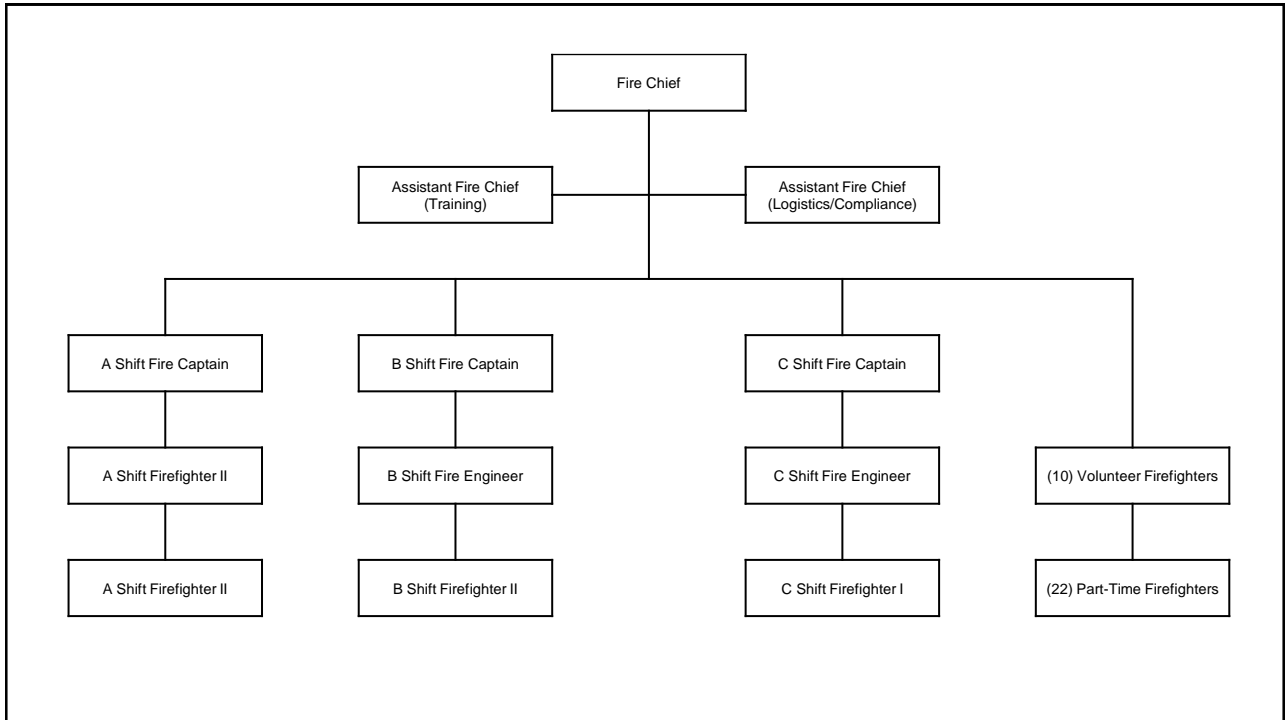 Fire Chief
Assistant Fire Chief
(Training)
Assistant Fire Chief
(Logistics/Compliance)
A Shift Fire Captain
B Shift Fire Captain
C Shift Fire Captain
A Shift Firefighter II
B Shift Fire Engineer
C Shift Fire Engineer
(10) Volunteer Firefighters
A Shift Firefighter II
B Shift Firefighter II
C Shift Firefighter I
(22) Part-Time Firefighters